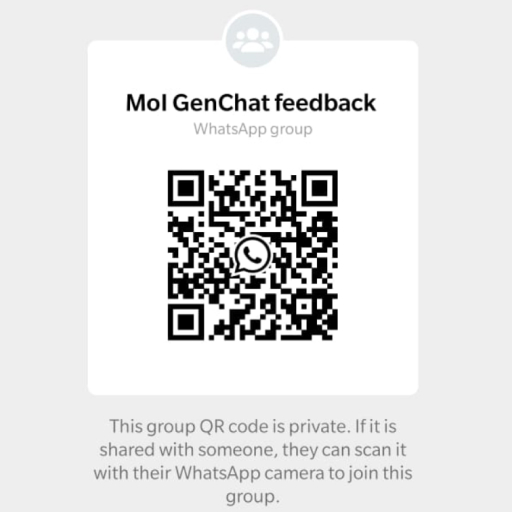 MoI GenChat feedback
WhatsApp group
This group QR code is private. If it is
shared with someone, they can scan it
with their WhatsApp camera to join this
group.